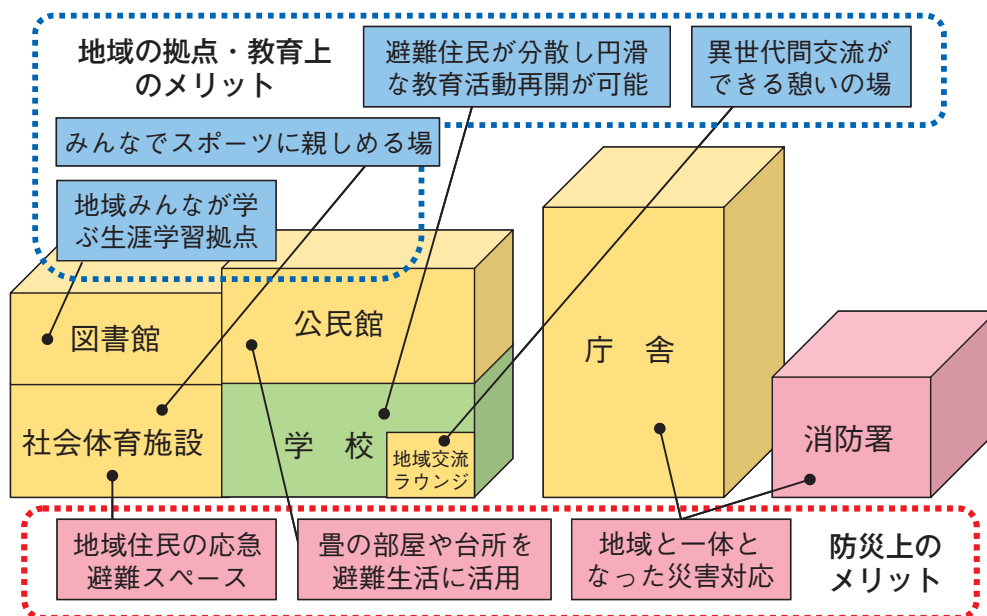 地域の拠点・教育上
のメリット
避難住民が分散し円滑
な教育活動再開が可能
異世代間交流が
できる憩いの場
みんなでスポーツに親しめる場
地域みんなが学
ぶ生涯学習拠点
図書館
公民館
庁　舎
社会体育施設
学　校
地域交流
ラウンジ
消防署
地域住民の応急
避難スペース
畳の部屋や台所を
避難生活に活用
地域と一体と
なった災害対応
防災上の
メリット